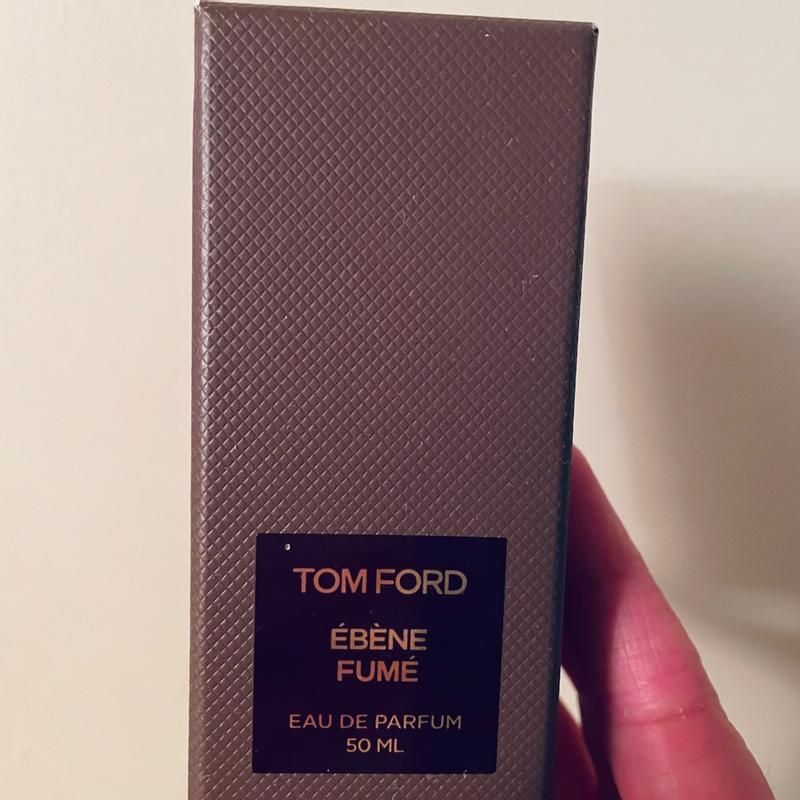 TOM FORD
ÉBÈNE
FUMÉ
EAU DE PARFUM
50 ML